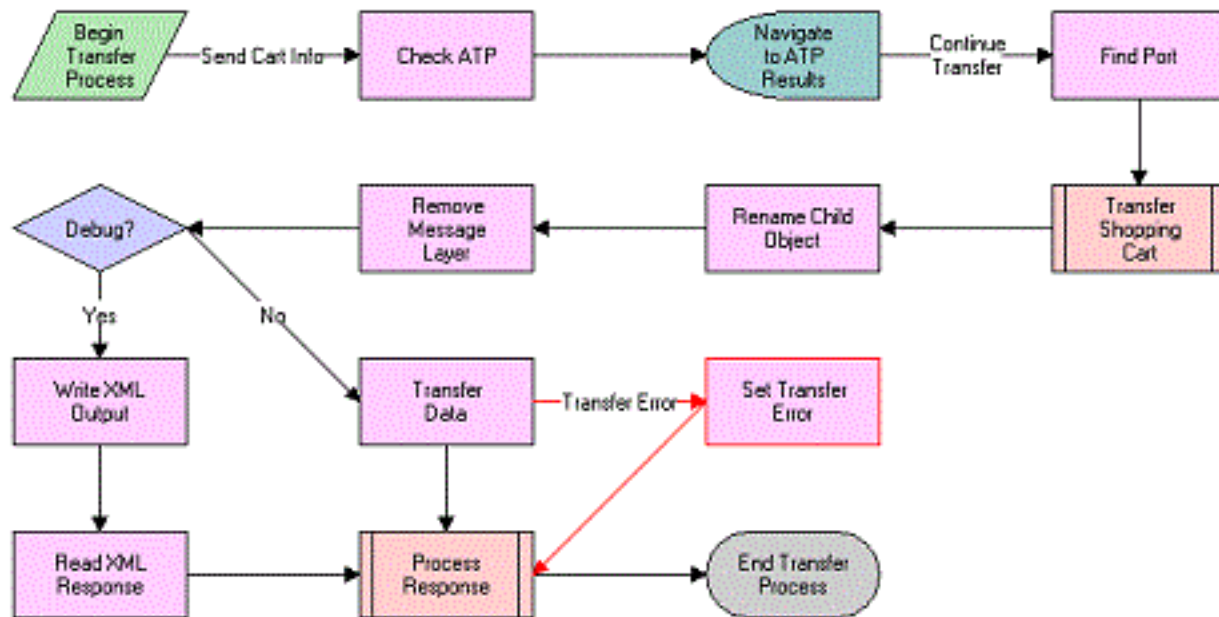 Begin
Transfer
Process
Send Cart Info
Check ATP
Navigate
to ATP
Results
Continue
Transfer
Find Port
Debug?
Remove
Message
Layer
Rename Child
Object
Transfer
Shopping
Cart
Yes
No
Write XML
Output
Transfer
Data
Transfer Error
Set Transfer
Error
Read XML
Response
Process
Response
End Transfer
Process